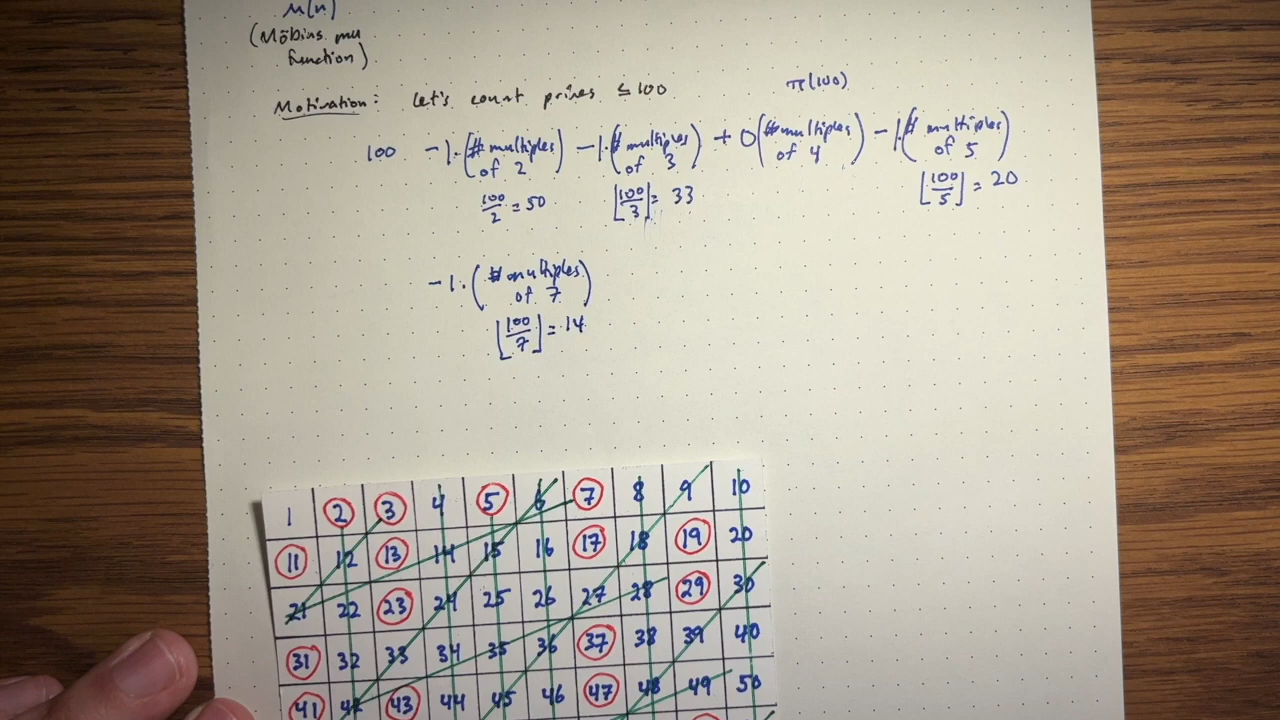 μ(n)
(Möbius mu
function)
Motivation: Let's count primes ≤ 100 π(100)
100 -1·(# multiples of 2) -1·(# multiples of 3) + 0(# multiples of 4) -1·(# multiples of 5)
100/2 = 50 ⌊100/3⌋ = 33 ⌊100/5⌋ = 20
-1·(# multiples of 7)
⌊100/7⌋ = 14
1 2 3 4 5 6 7 8 9 10
11 12 13 14 15 16 17 18 19 20
21 22 23 24 25 26 27 28 29 30
31 32 33 34 35 36 37 38 39 40
41 42 43 44 45 46 47 48 49 50